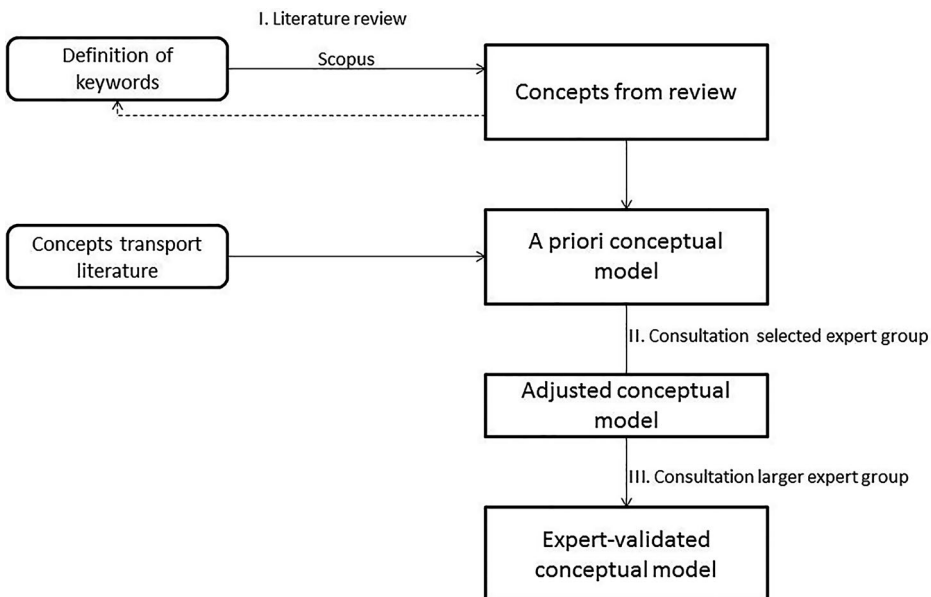 I. Literature review
Definition of
keywords
Scopus
Concepts from review
Concepts transport
literature
A priori conceptual
model
II. Consultation selected expert group
Adjusted conceptual
model
III. Consultation larger expert group
Expert-validated
conceptual model